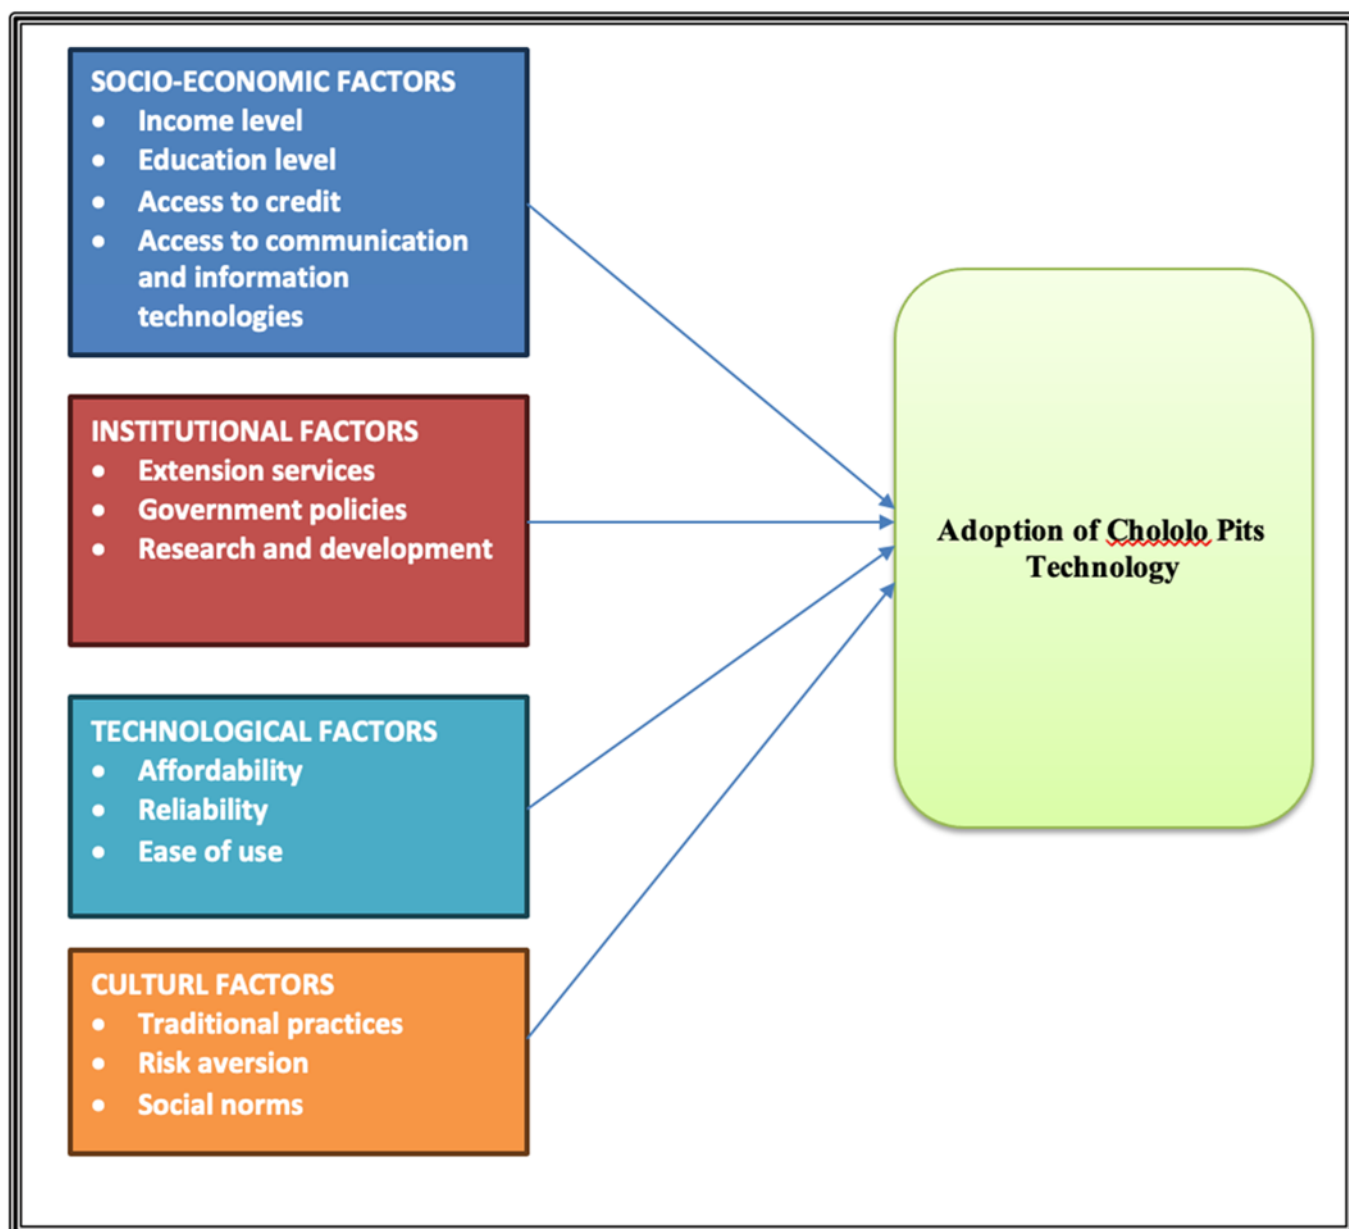 SOCIO-ECONOMIC FACTORS
• Income level
• Education level
• Access to credit
• Access to communication
and information
technologies
INSTITUTIONAL FACTORS
• Extension services
• Government policies
• Research and development
TECHNOLOGICAL FACTORS
• Affordability
• Reliability
• Ease of use
CULTURL FACTORS
• Traditional practices
• Risk aversion
• Social norms
Adoption of Chololo Pits
Technology